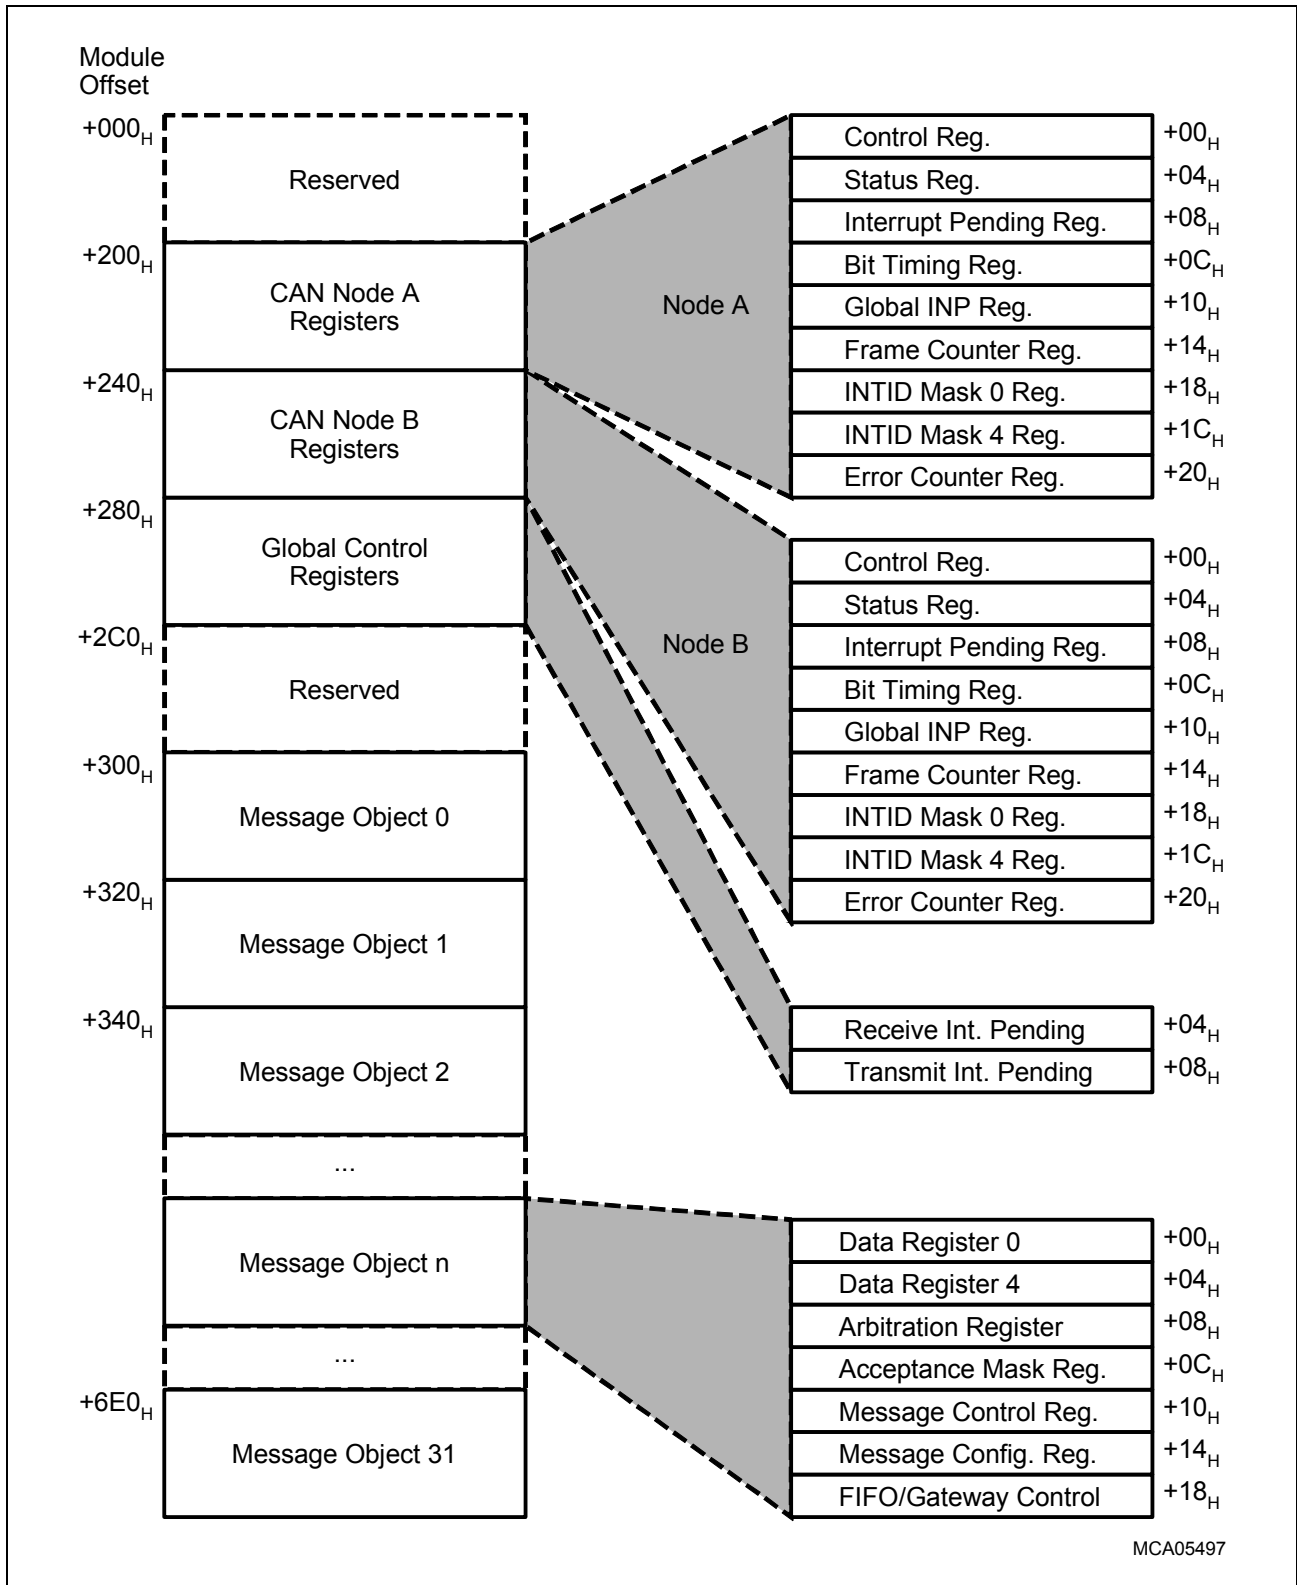 Module
Offset
+000H
Reserved
+200H
CAN Node A
Registers
+240H
CAN Node B
Registers
+280H
Global Control
Registers
+2C0H
Reserved
+300H
Message Object 0
+320H
Message Object 1
+340H
Message Object 2
...
Message Object n
...
+6E0H
Message Object 31
Node A
Control Reg. +00H
Status Reg. +04H
Interrupt Pending Reg. +08H
Bit Timing Reg. +0CH
Global INP Reg. +10H
Frame Counter Reg. +14H
INTID Mask 0 Reg. +18H
INTID Mask 4 Reg. +1CH
Error Counter Reg. +20H
Node B
Control Reg. +00H
Status Reg. +04H
Interrupt Pending Reg. +08H
Bit Timing Reg. +0CH
Global INP Reg. +10H
Frame Counter Reg. +14H
INTID Mask 0 Reg. +18H
INTID Mask 4 Reg. +1CH
Error Counter Reg. +20H
Receive Int. Pending +04H
Transmit Int. Pending +08H
Data Register 0 +00H
Data Register 4 +04H
Arbitration Register +08H
Acceptance Mask Reg. +0CH
Message Control Reg. +10H
Message Config. Reg. +14H
FIFO/Gateway Control +18H
MCA05497